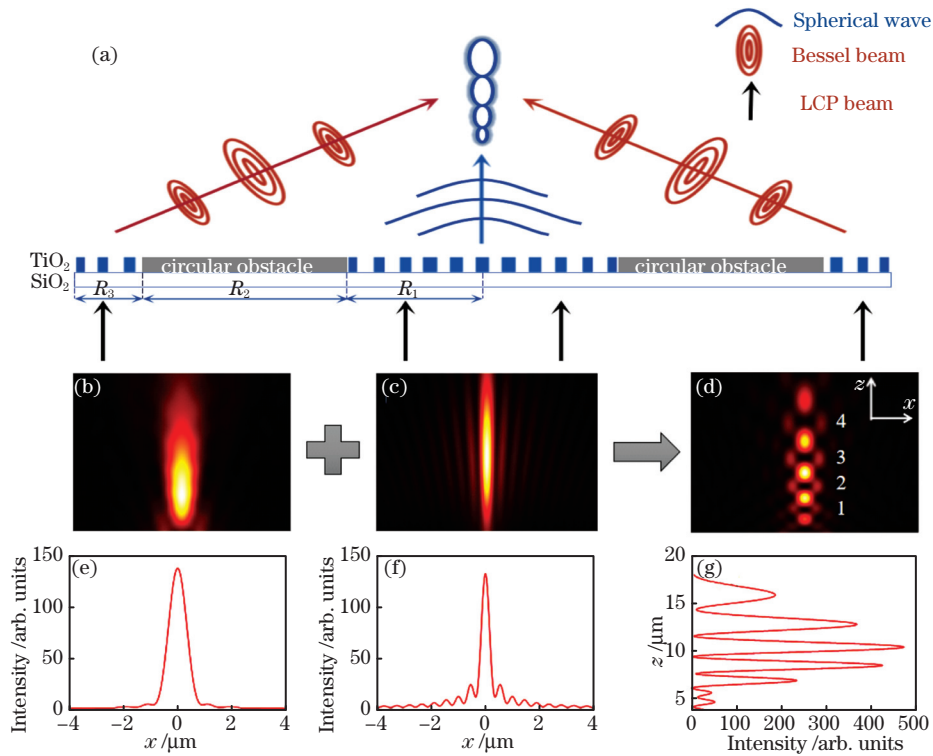 (a)
Spherical wave
Bessel beam
LCP beam
TiO₂
circular obstacle
circular obstacle
SiO₂
R₃
R₂
R₁
(b)
(c)
(d)
z
x
4
3
2
1
(e)
Intensity /arb. units
150
100
50
0
−4
−2
0
2
4
x /μm
(f)
Intensity /arb. units
150
100
50
0
−4
−2
0
2
4
x /μm
(g)
z /μm
20
15
10
5
0
100
200
300
400
500
Intensity /arb. units